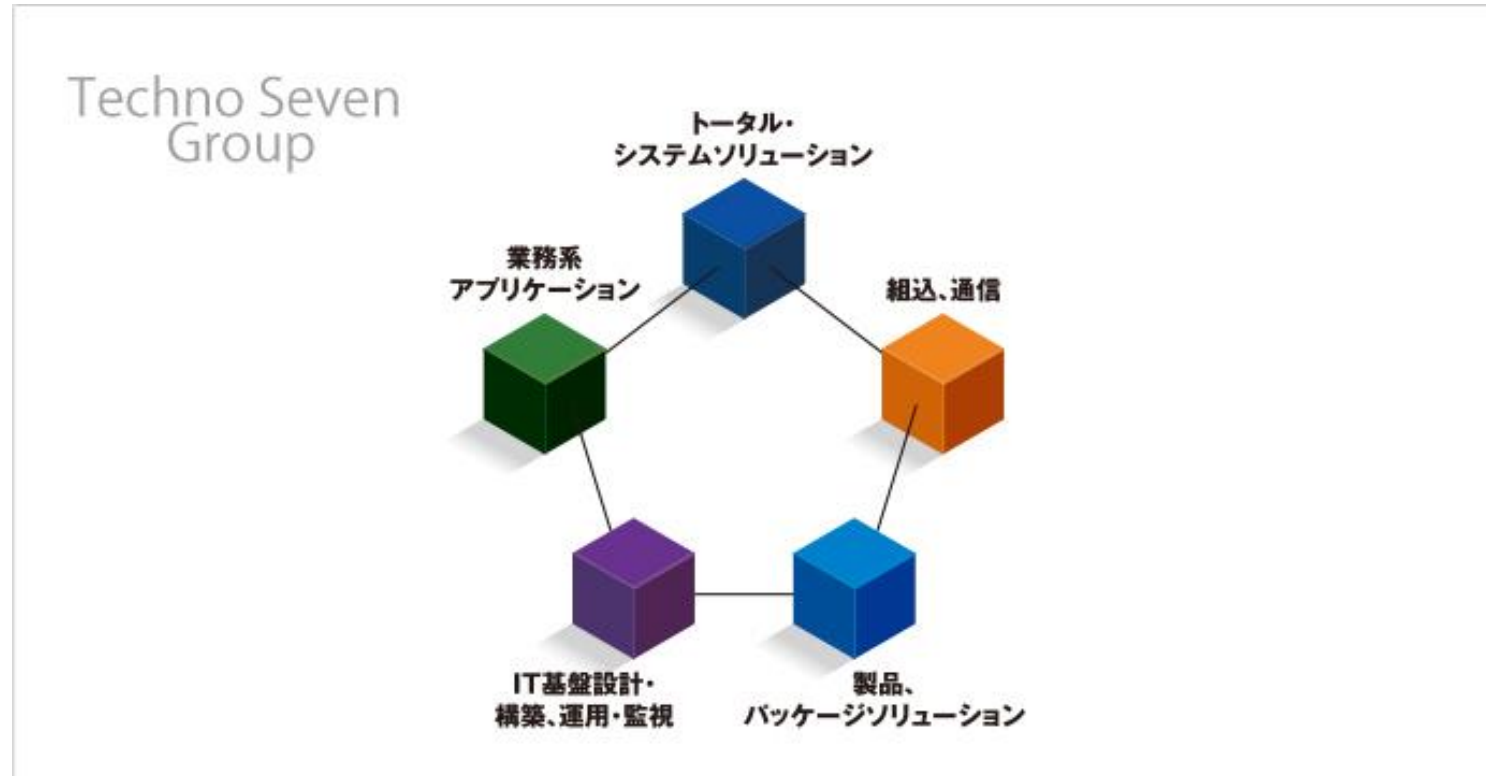 Techno Seven
Group
トータル・
システムソリューション
業務系
アプリケーション
組込、通信
IT基盤設計・
構築、運用・監視
製品、
パッケージソリューション